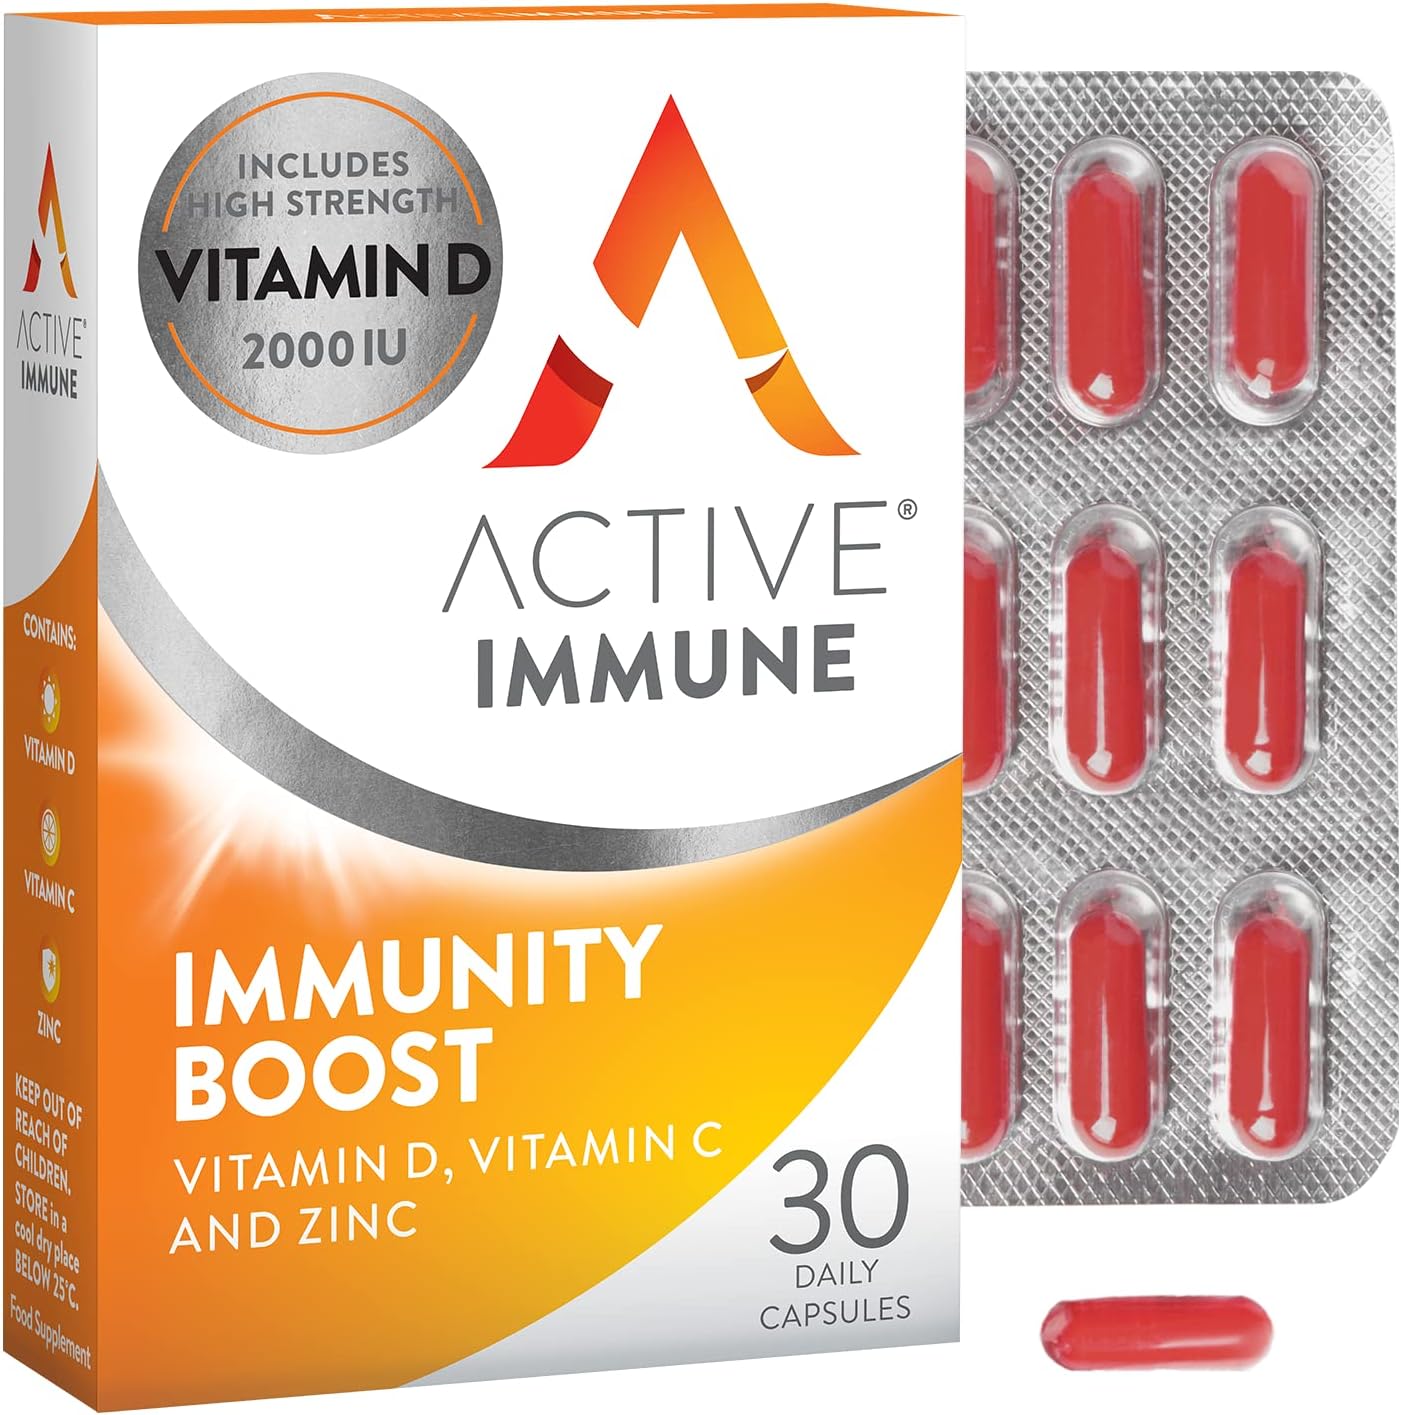 ACTIVE IMMUNE
INCLUDES
HIGH STRENGTH
VITAMIN D
2000 IU
ACTIVE®
IMMUNE
IMMUNITY
BOOST
VITAMIN D, VITAMIN C
AND ZINC
30
DAILY
CAPSULES
ACTIVE®
IMMUNE
CONTAINS:
VITAMIN D
VITAMIN C
ZINC
KEEP OUT OF
REACH OF
CHILDREN.
STORE in a
cool dry place
BELOW 25°C.
Food Supplement